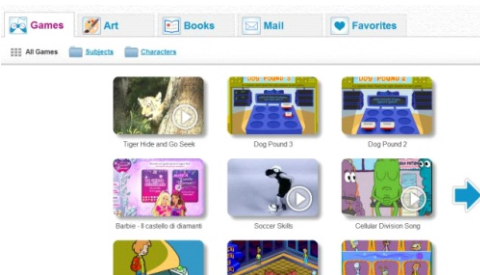 Games Art Books Mail Favorites
All Games Subjects Characters
DOG POUND 3 DOG POUND 2
Tiger Hide and Go Seek Dog Pound 3 Dog Pound 2
Barbie - Il castello di diamanti Soccer Skills Cellular Division Song